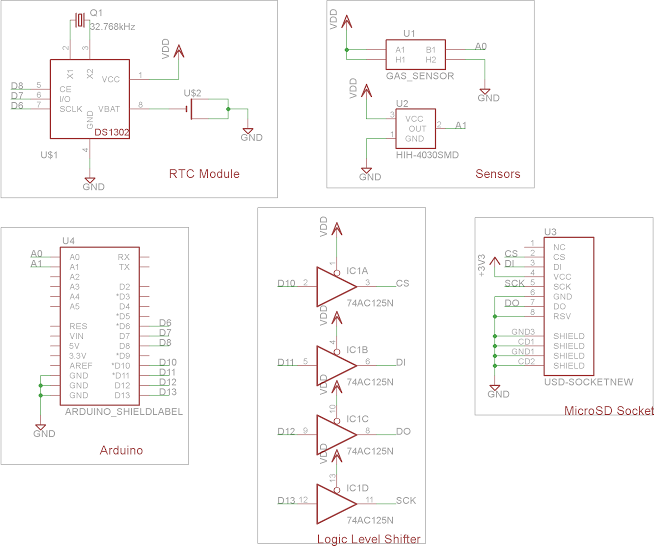 Q1
32.768kHz
2
3
X1
X2
VCC
1
VDD
D8
5
CE
D7
6
I/O
D6
7
SCLK
VBAT
8
U$2
GND
DS1302
4
U$1
GND
GND
RTC Module
VDD
U1
A1
B1
A0
H1
H2
GAS_SENSOR
GND
VDD
U2
3
VCC
OUT
2
A1
1
GND
HIH-4030SMD
GND
Sensors
U4
A0
A0
RX
A1
A1
TX
A2
A3
D2
A4
*D3
A5
D4
*D5
RES
*D6
D6
VIN
D7
D7
5V
D8
D8
3.3V
*D9
AREF
*D10
D10
GND
*D11
D11
GND
D12
D12
GND
D13
D13
ARDUINO_SHIELDLABEL
GND
Arduino
VDD
1
IC1A
D10
2
3
CS
74AC125N
VDD
4
IC1B
D11
5
6
DI
74AC125N
VDD
10
IC1C
D12
9
8
DO
74AC125N
VDD
13
IC1D
D13
12
11
SCK
74AC125N
Logic Level Shifter
U3
1
NC
CS
2
CS
DI
3
DI
+3V3
4
VCC
SCK
5
SCK
6
GND
DO
7
DO
8
RSV
GND3
SHIELD
CD1
SHIELD
GND1
SHIELD
CD2
SHIELD
USD-SOCKETNEW
GND
MicroSD Socket